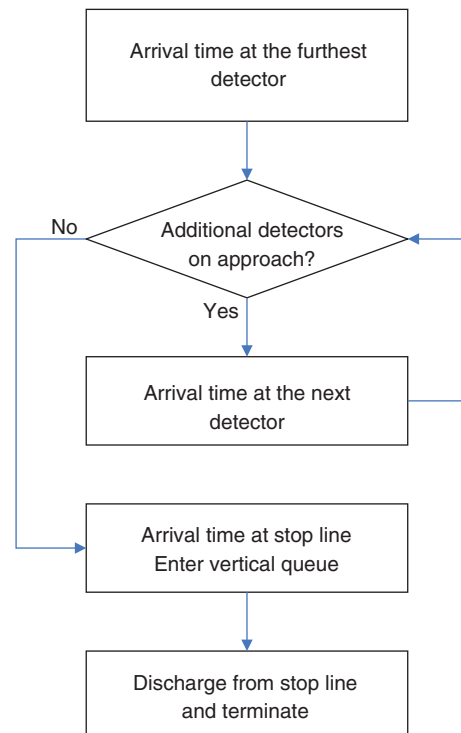 Arrival time at the furthest
detector
No
Additional detectors
on approach?
Yes
Arrival time at the next
detector
Arrival time at stop line
Enter vertical queue
Discharge from stop line
and terminate